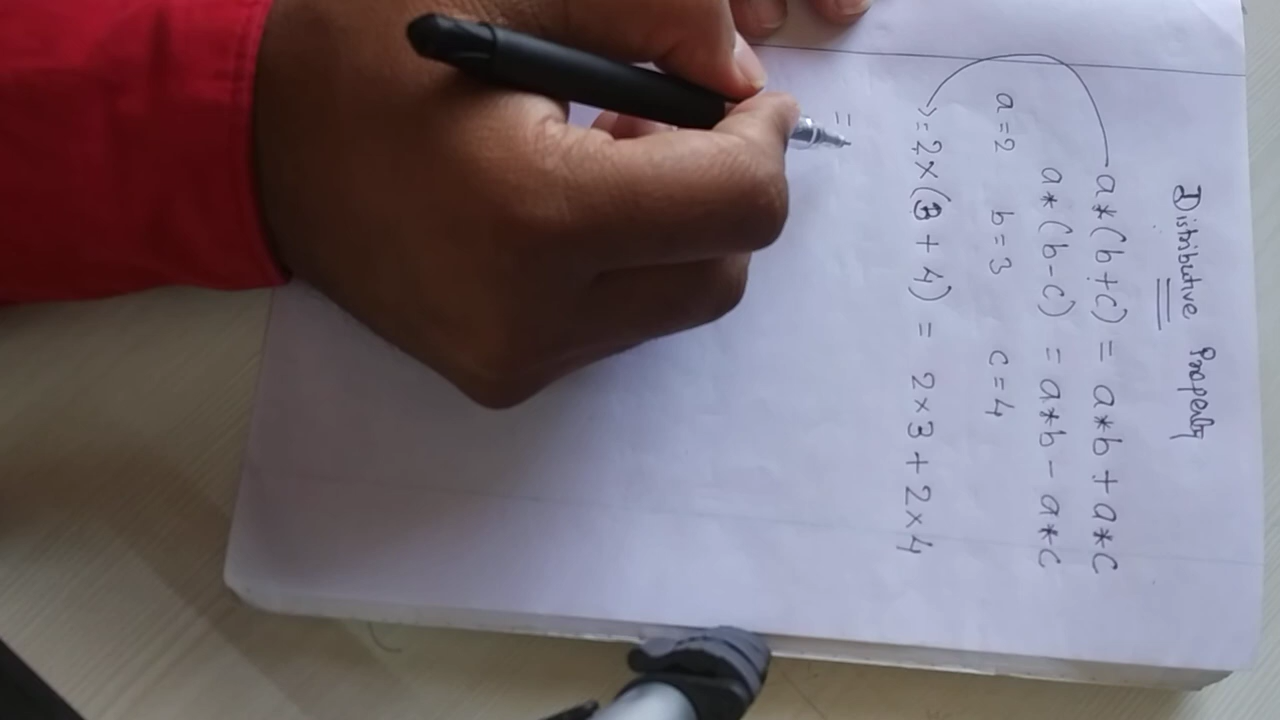 Distributive Property
a*(b+c) = a*b + a*c
a*(b-c) = a*b - a*c
a=2 b=3 c=4
= 2×(3+4) = 2×3+2×4
=